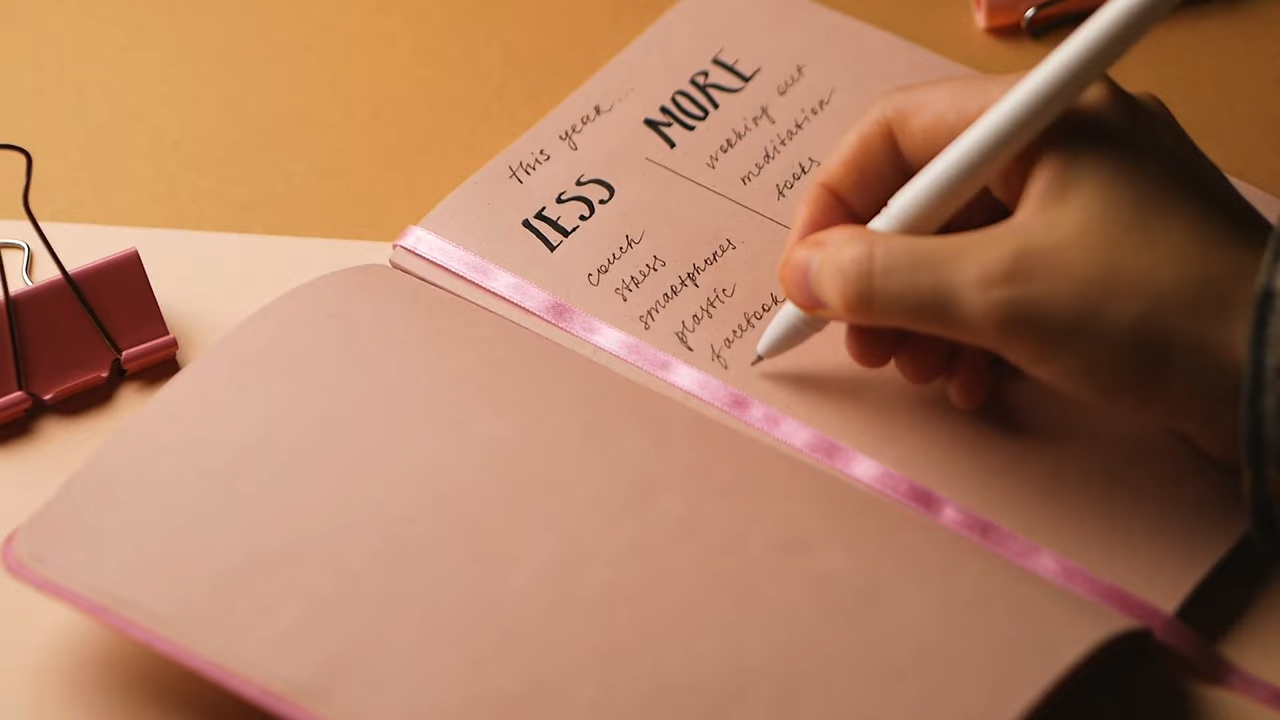 this year...
LESS
couch
stress
smartphones.
plastic
facebook
MORE
working out
meditation
books